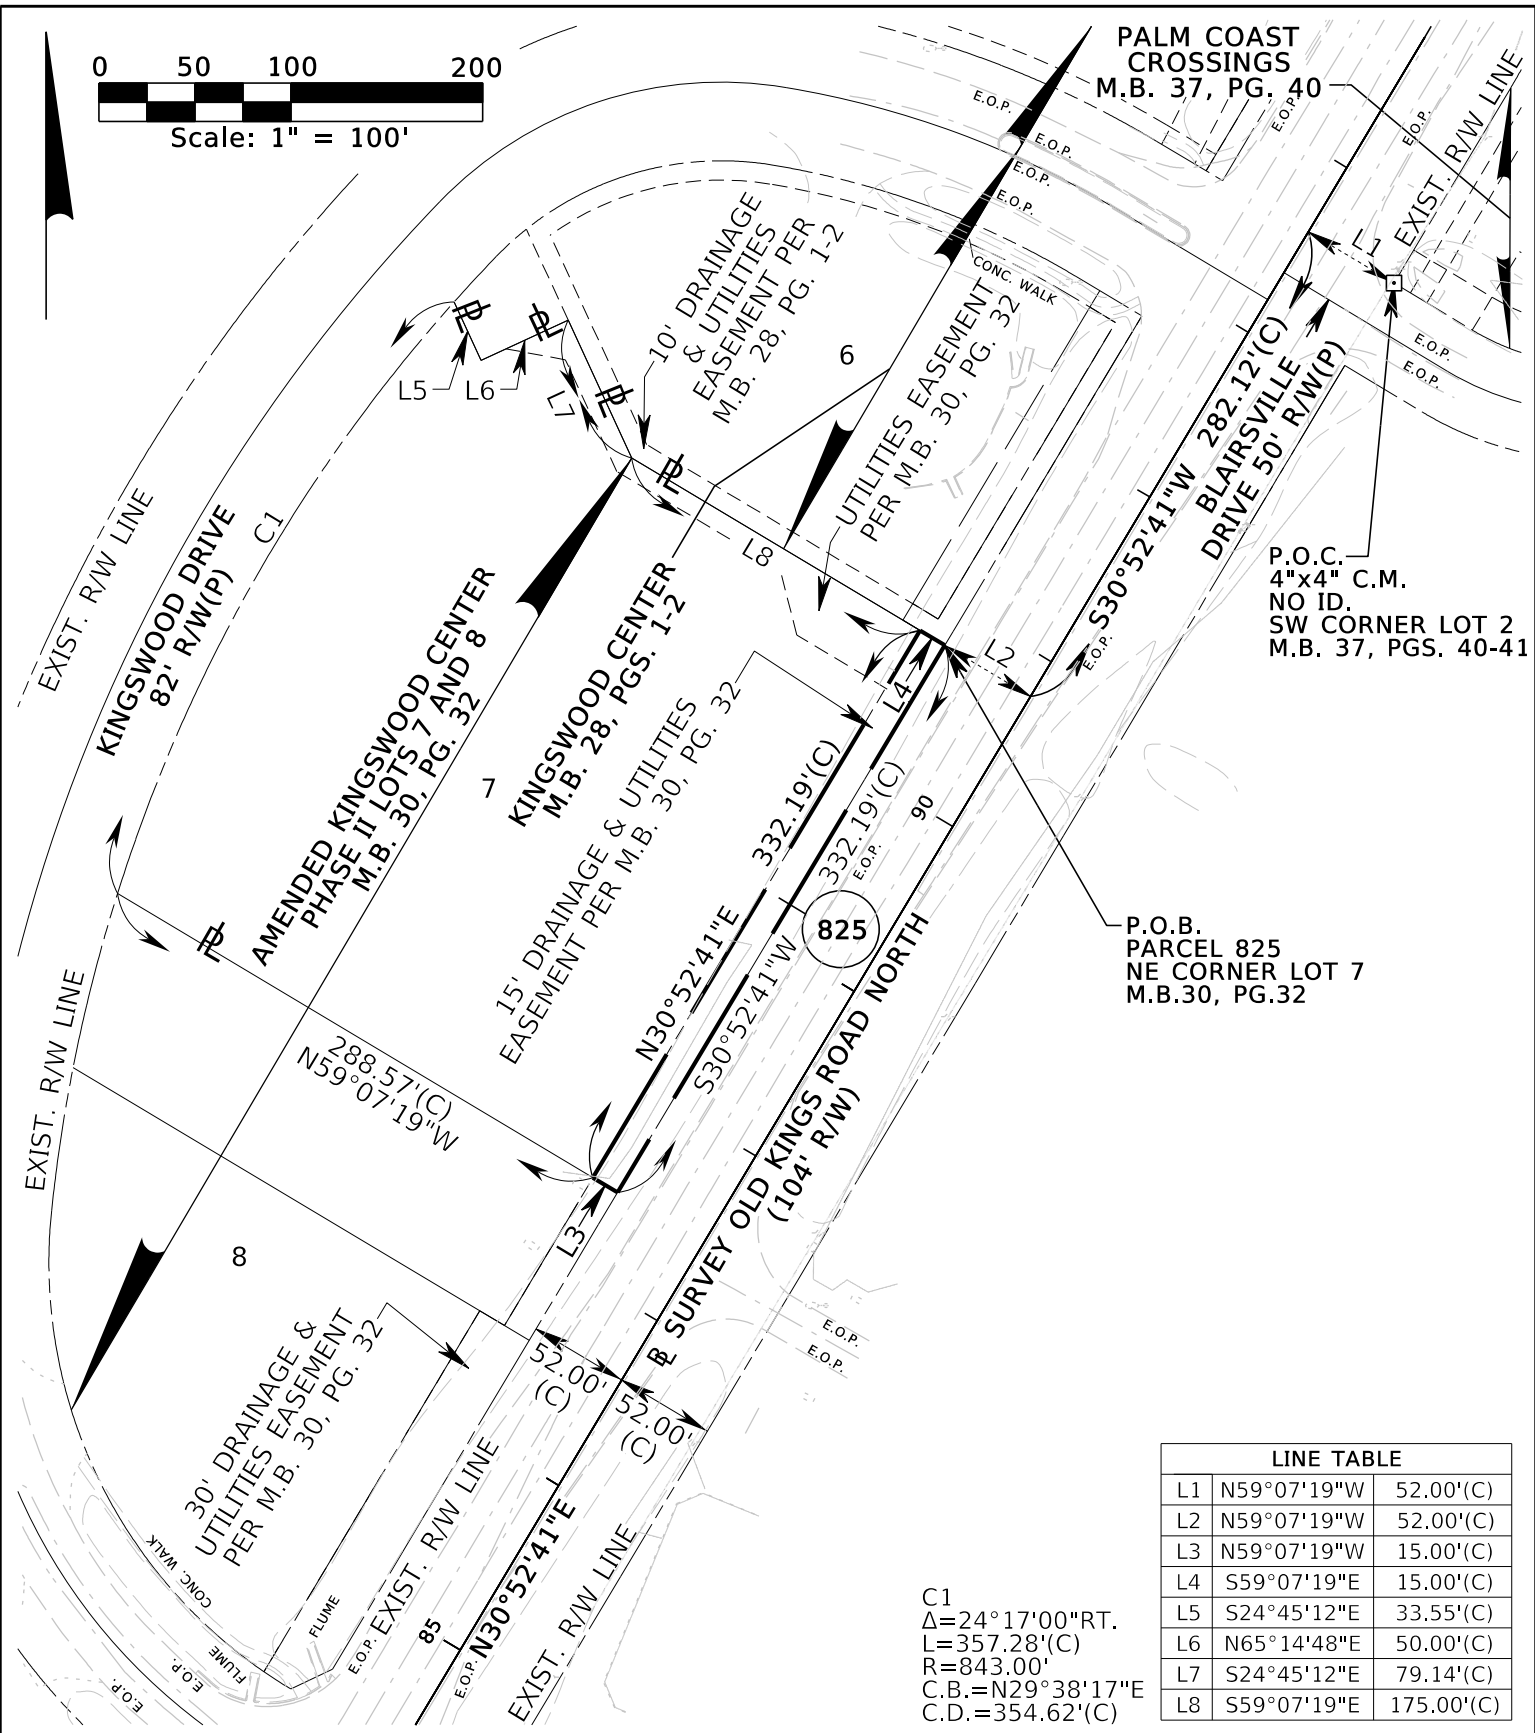 0 50 100 200
Scale: 1" = 100'
PALM COAST
CROSSINGS
M.B. 37, PG. 40
E.O.P.
E.O.P.
E.O.P.
E.O.P.
E.O.P.
E.O.P.
EXIST. R/W LINE
L1
CONC. WALK
10' DRAINAGE
& UTILITIES
EASEMENT PER
M.B. 28, PG. 1-2
6
UTILITIES EASEMENT
PER M.B. 30, PG. 32
L5
L6
L7
L8
PL
PL
PL
PL
S30°52'41"W 282.12'(C)
BLAIRSVILLE
DRIVE 50' R/W(P)
E.O.P.
E.O.P.
E.O.P.
P.O.C.
4"x4" C.M.
NO ID.
SW CORNER LOT 2
M.B. 37, PGS. 40-41
EXIST. R/W LINE
KINGSWOOD DRIVE
82' R/W(P)
C1
AMENDED KINGSWOOD CENTER
PHASE II LOTS 7 AND 8
M.B. 30, PG. 32
KINGSWOOD CENTER
M.B. 28, PGS. 1-2
7
L2
L4
15' DRAINAGE & UTILITIES
EASEMENT PER M.B. 30, PG. 32
N30°52'41"E 332.19'(C)
S30°52'41"W 332.19'(C)
E.O.P.
90
825
P.O.B.
PARCEL 825
NE CORNER LOT 7
M.B.30, PG.32
PL
EXIST. R/W LINE
288.57'(C)
N59°07'19"W
L3
BL SURVEY OLD KINGS ROAD NORTH
(104' R/W)
8
30' DRAINAGE &
UTILITIES EASEMENT
PER M.B. 30, PG. 32
52.00'
(C)
52.00'
(C)
E.O.P.
E.O.P.
CONC. WALK
FLUME
FLUME
E.O.P.
E.O.P.
E.O.P.
EXIST. R/W LINE
85
E.O.P.
N30°52'41"E
EXIST. R/W LINE
C1
Δ=24°17'00"RT.
L=357.28'(C)
R=843.00'
C.B.=N29°38'17"E
C.D.=354.62'(C)
LINE TABLE
L1 N59°07'19"W 52.00'(C)
L2 N59°07'19"W 52.00'(C)
L3 N59°07'19"W 15.00'(C)
L4 S59°07'19"E 15.00'(C)
L5 S24°45'12"E 33.55'(C)
L6 N65°14'48"E 50.00'(C)
L7 S24°45'12"E 79.14'(C)
L8 S59°07'19"E 175.00'(C)